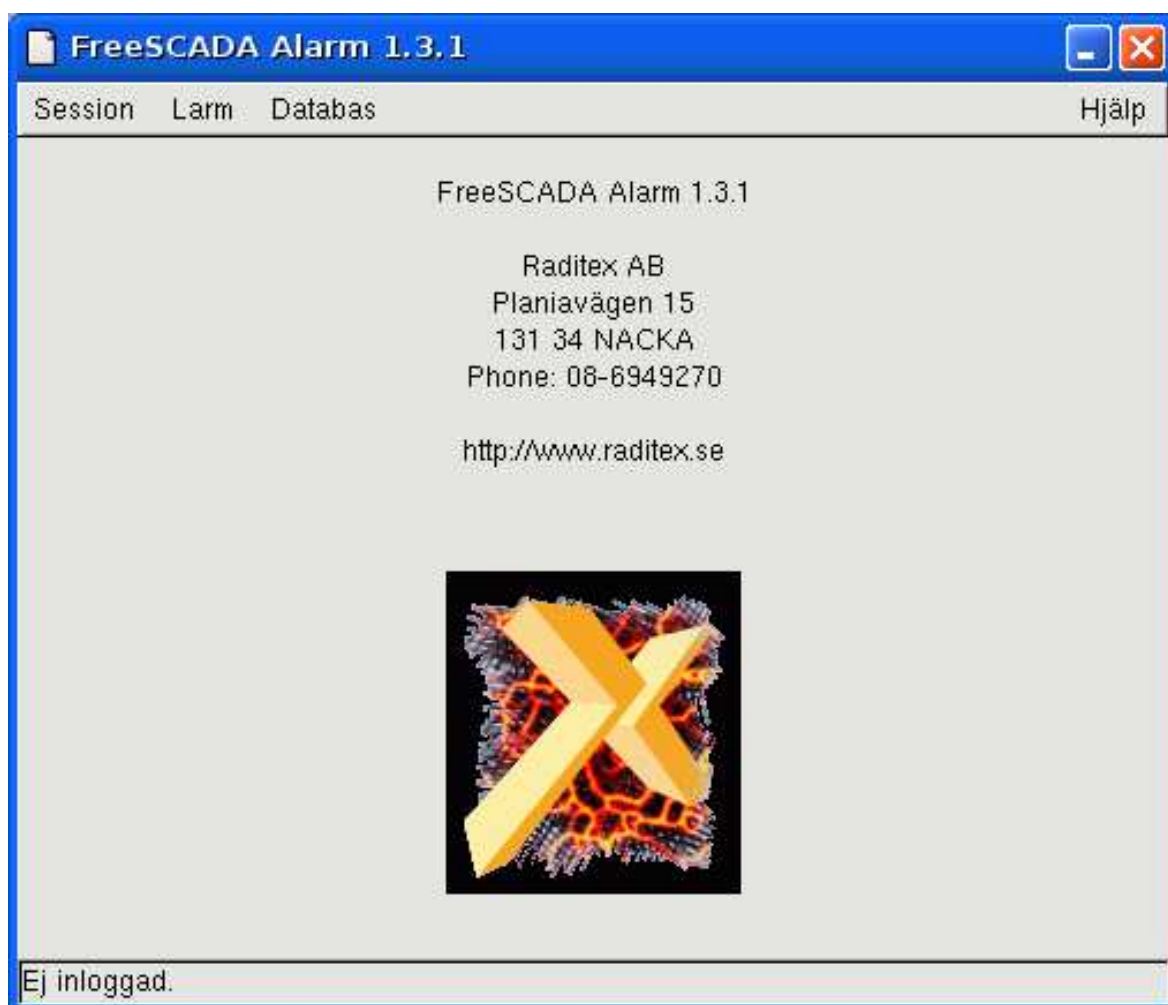 FreeSCADA Alarm 1.3.1
Session Larm Databas Hjälp
FreeSCADA Alarm 1.3.1
Raditex AB
Planiavägen 15
131 34 NACKA
Phone: 08-6949270
http://www.raditex.se
Ej inloggad.